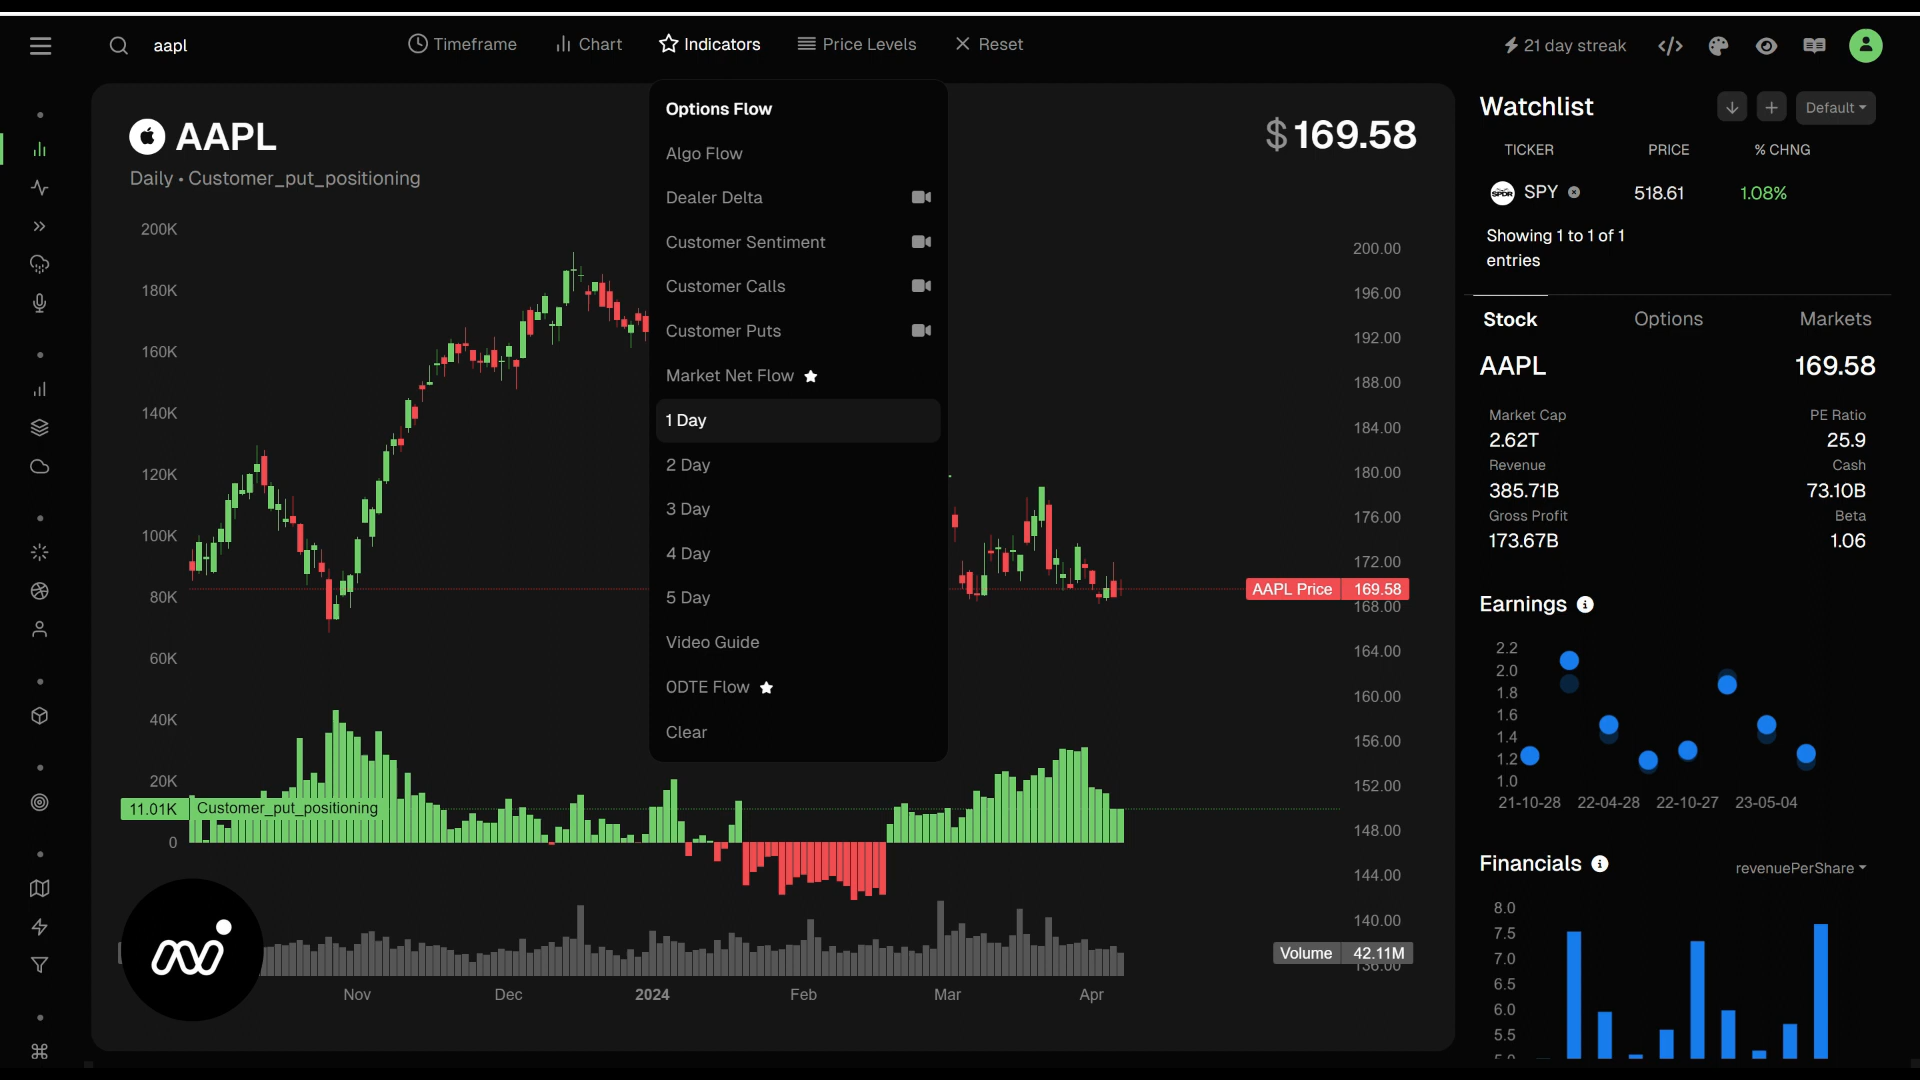 aapl
Timeframe
Chart
Indicators
Price Levels
Reset
21 day streak
AAPL
Daily • Customer_put_positioning
$169.58
Options Flow
Algo Flow
Dealer Delta
Customer Sentiment
Customer Calls
Customer Puts
Market Net Flow
1 Day
2 Day
3 Day
4 Day
5 Day
Video Guide
0DTE Flow
Clear
200K
180K
160K
140K
120K
100K
80K
60K
40K
20K
11.01K Customer_put_positioning
0
200.00
196.00
192.00
188.00
184.00
180.00
176.00
172.00
AAPL Price 169.58
168.00
164.00
160.00
156.00
152.00
148.00
144.00
140.00
Volume 42.11M
136.00
Nov Dec 2024 Feb Mar Apr
Watchlist
Default
TICKER PRICE % CHNG
SPDR SPY 518.61 1.08%
Showing 1 to 1 of 1
entries
Stock Options Markets
AAPL 169.58
Market Cap PE Ratio
2.62T 25.9
Revenue Cash
385.71B 73.10B
Gross Profit Beta
173.67B 1.06
Earnings
2.2
2.0
1.8
1.6
1.4
1.2
1.0
21-10-28 22-04-28 22-10-27 23-05-04
Financials
revenuePerShare
8.0
7.5
7.0
6.5
6.0
5.5
5.0